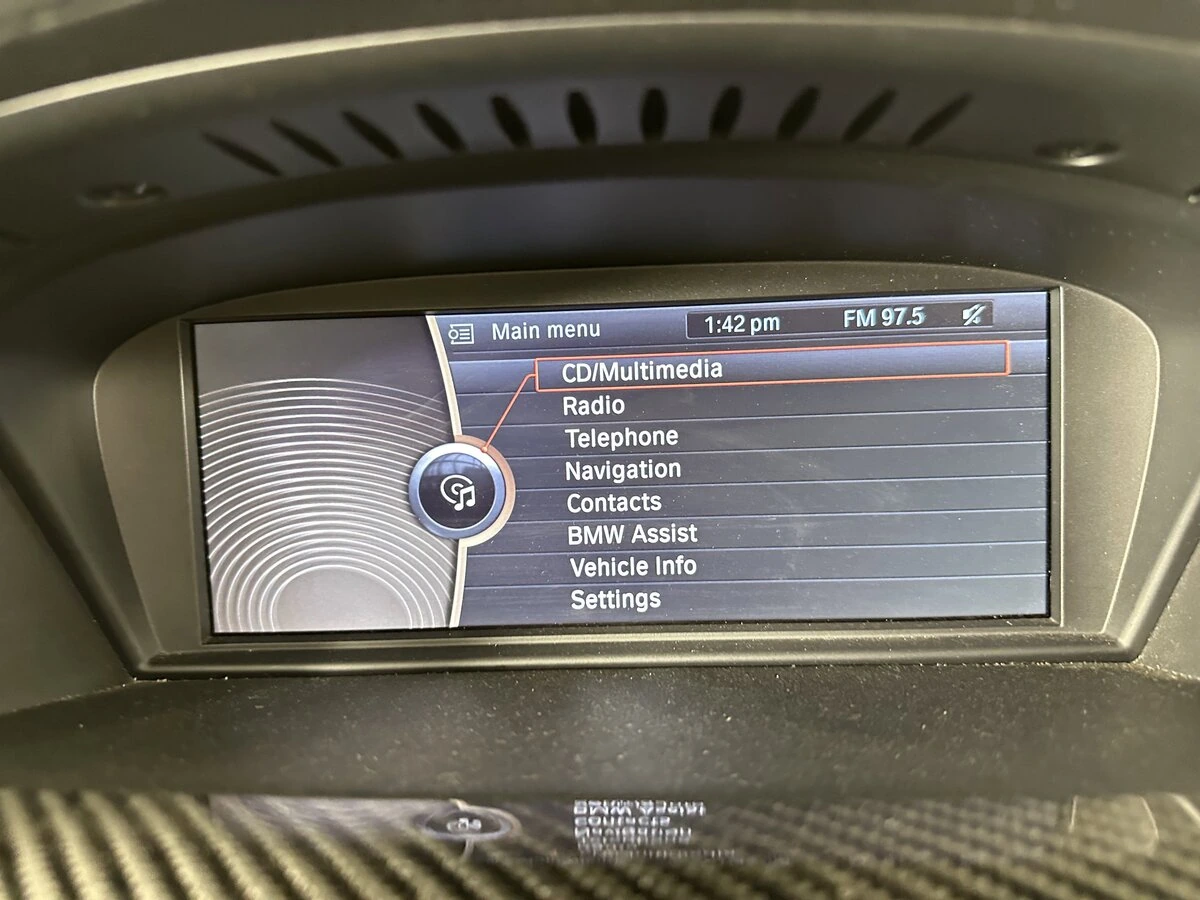 Main menu 1:42 pm FM 97.5
CD/Multimedia
Radio
Telephone
Navigation
Contacts
BMW Assist
Vehicle Info
Settings